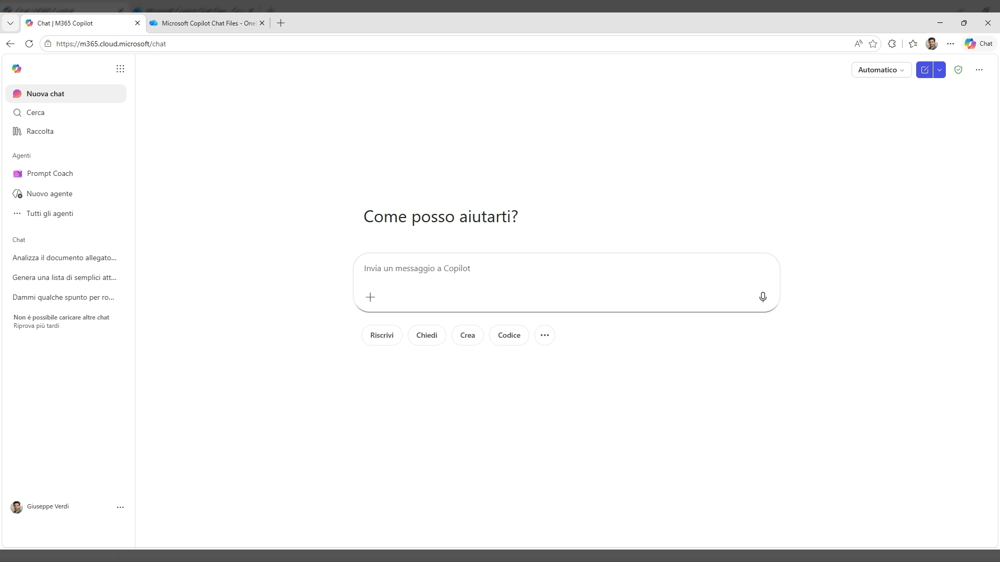 Chat | M365 Copilot
Microsoft Copilot Chat Files - One
https://m365.cloud.microsoft/chat
Chat
Automatico
Nuova chat
Cerca
Raccolta
Agenti
Prompt Coach
Nuovo agente
Tutti gli agenti
Chat
Analizza il documento allegato...
Genera una lista di semplici att...
Dammi qualche spunto per ro...
Non è possibile caricare altre chat
Riprova più tardi
Come posso aiutarti?
Invia un messaggio a Copilot
Riscrivi
Chiedi
Crea
Codice
Giuseppe Verdi